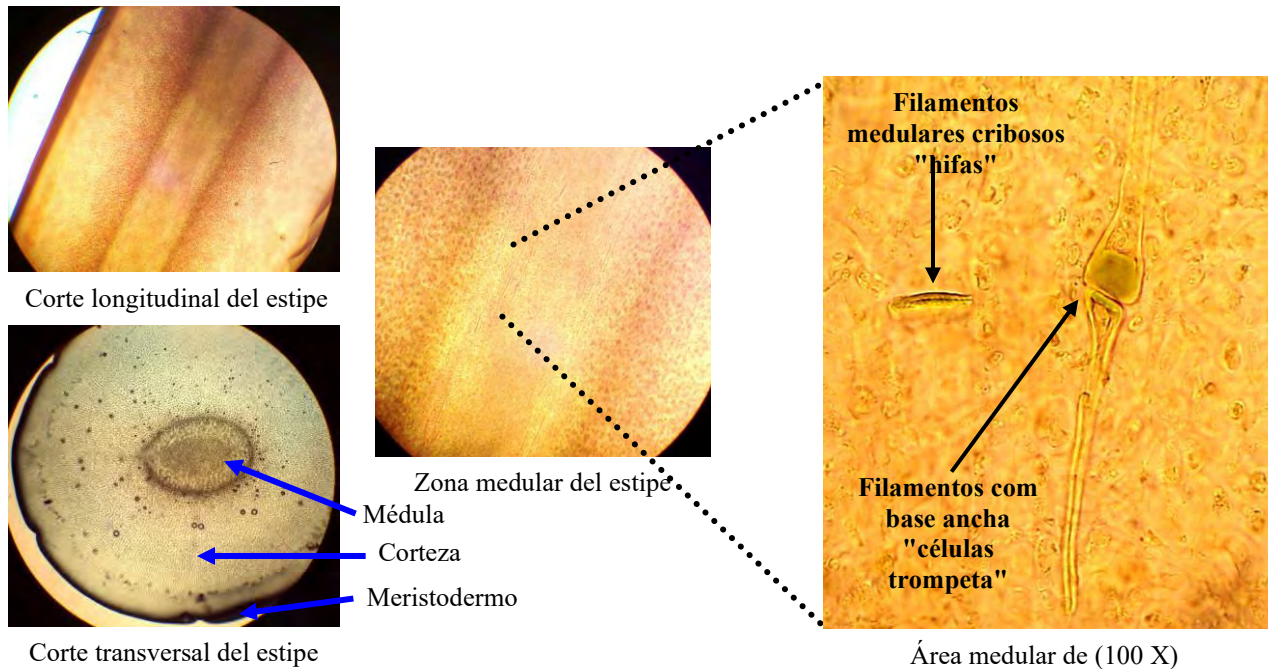 Corte longitudinal del estipe
Médula
Corteza
Meristodermo
Corte transversal del estipe
Zona medular del estipe
Filamentos
medulares cribosos
"hifas"
Filamentos com
base ancha
"células
trompeta"
Área medular de (100 X)